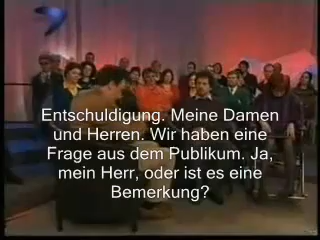 Entschuldigung. Meine Damen
und Herren. Wir haben eine
Frage aus dem Publikum. Ja,
mein Herr, oder ist es eine
Bemerkung?